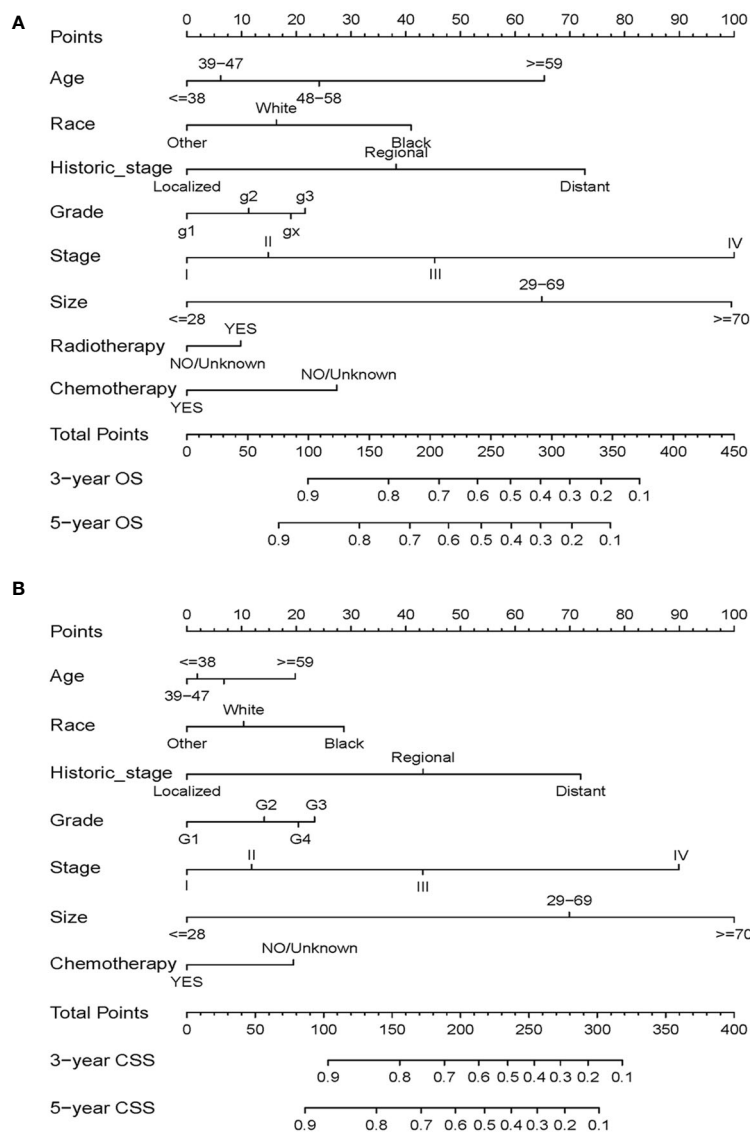 A
Points 0 10 20 30 40 50 60 70 80 90 100
39−47 >=59
Age
<=38 48−58
White
Race
Other Black
Regional
Historic_stage
Localized Distant
g2 g3
Grade
g1 gx
II IV
Stage
I III
29−69
Size
<=28 >=70
YES
Radiotherapy
NO/Unknown
NO/Unknown
Chemotherapy
YES
Total Points
0 50 100 150 200 250 300 350 400 450
3−year OS
0.9 0.8 0.7 0.6 0.5 0.4 0.3 0.2 0.1
5−year OS
0.9 0.8 0.7 0.6 0.5 0.4 0.3 0.2 0.1
B
Points 0 10 20 30 40 50 60 70 80 90 100
<=38 >=59
Age
39−47
White
Race
Other Black
Regional
Historic_stage
Localized Distant
G2 G3
Grade
G1 G4
II IV
Stage
I III
29−69
Size
<=28 >=70
NO/Unknown
Chemotherapy
YES
Total Points
0 50 100 150 200 250 300 350 400
3−year CSS
0.9 0.8 0.7 0.6 0.5 0.4 0.3 0.2 0.1
5−year CSS
0.9 0.8 0.7 0.6 0.5 0.4 0.3 0.2 0.1